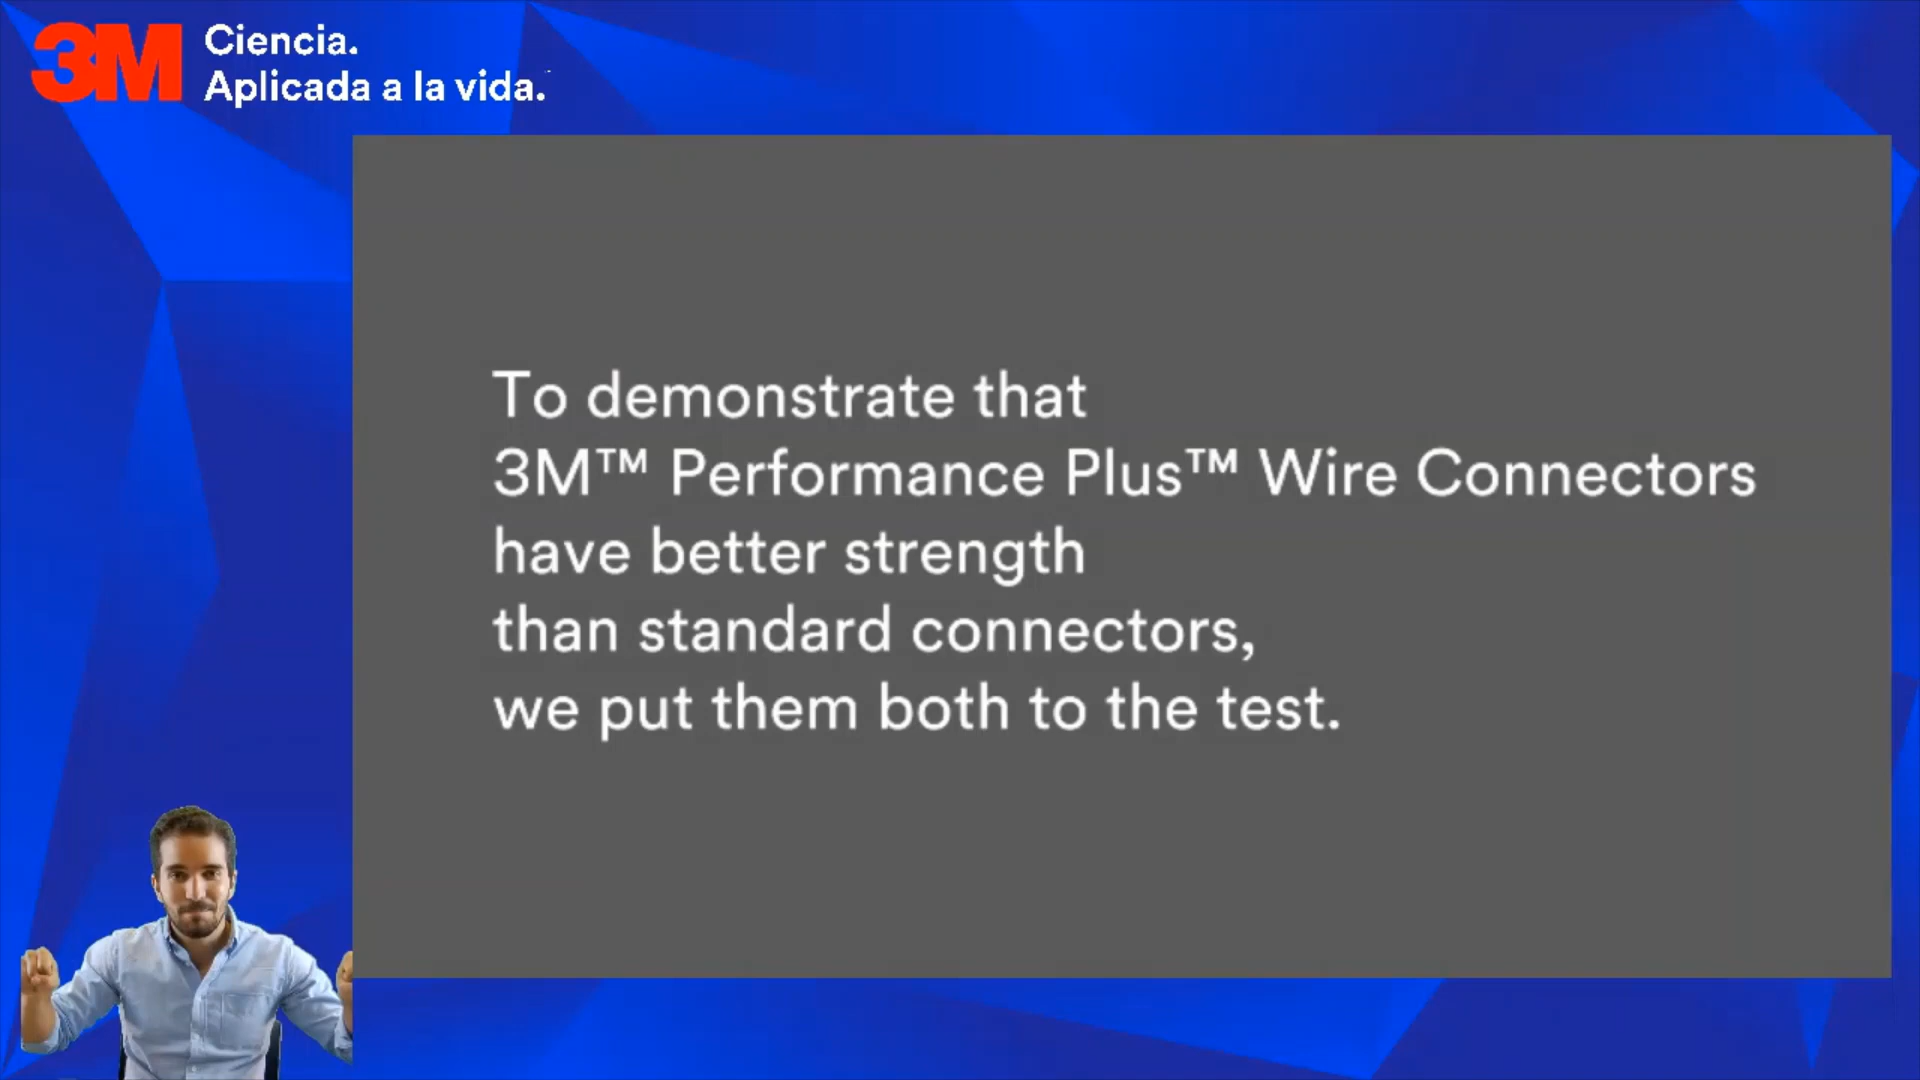 3M Ciencia.
Aplicada a la vida.
To demonstrate that
3M™ Performance Plus™ Wire Connectors
have better strength
than standard connectors,
we put them both to the test.